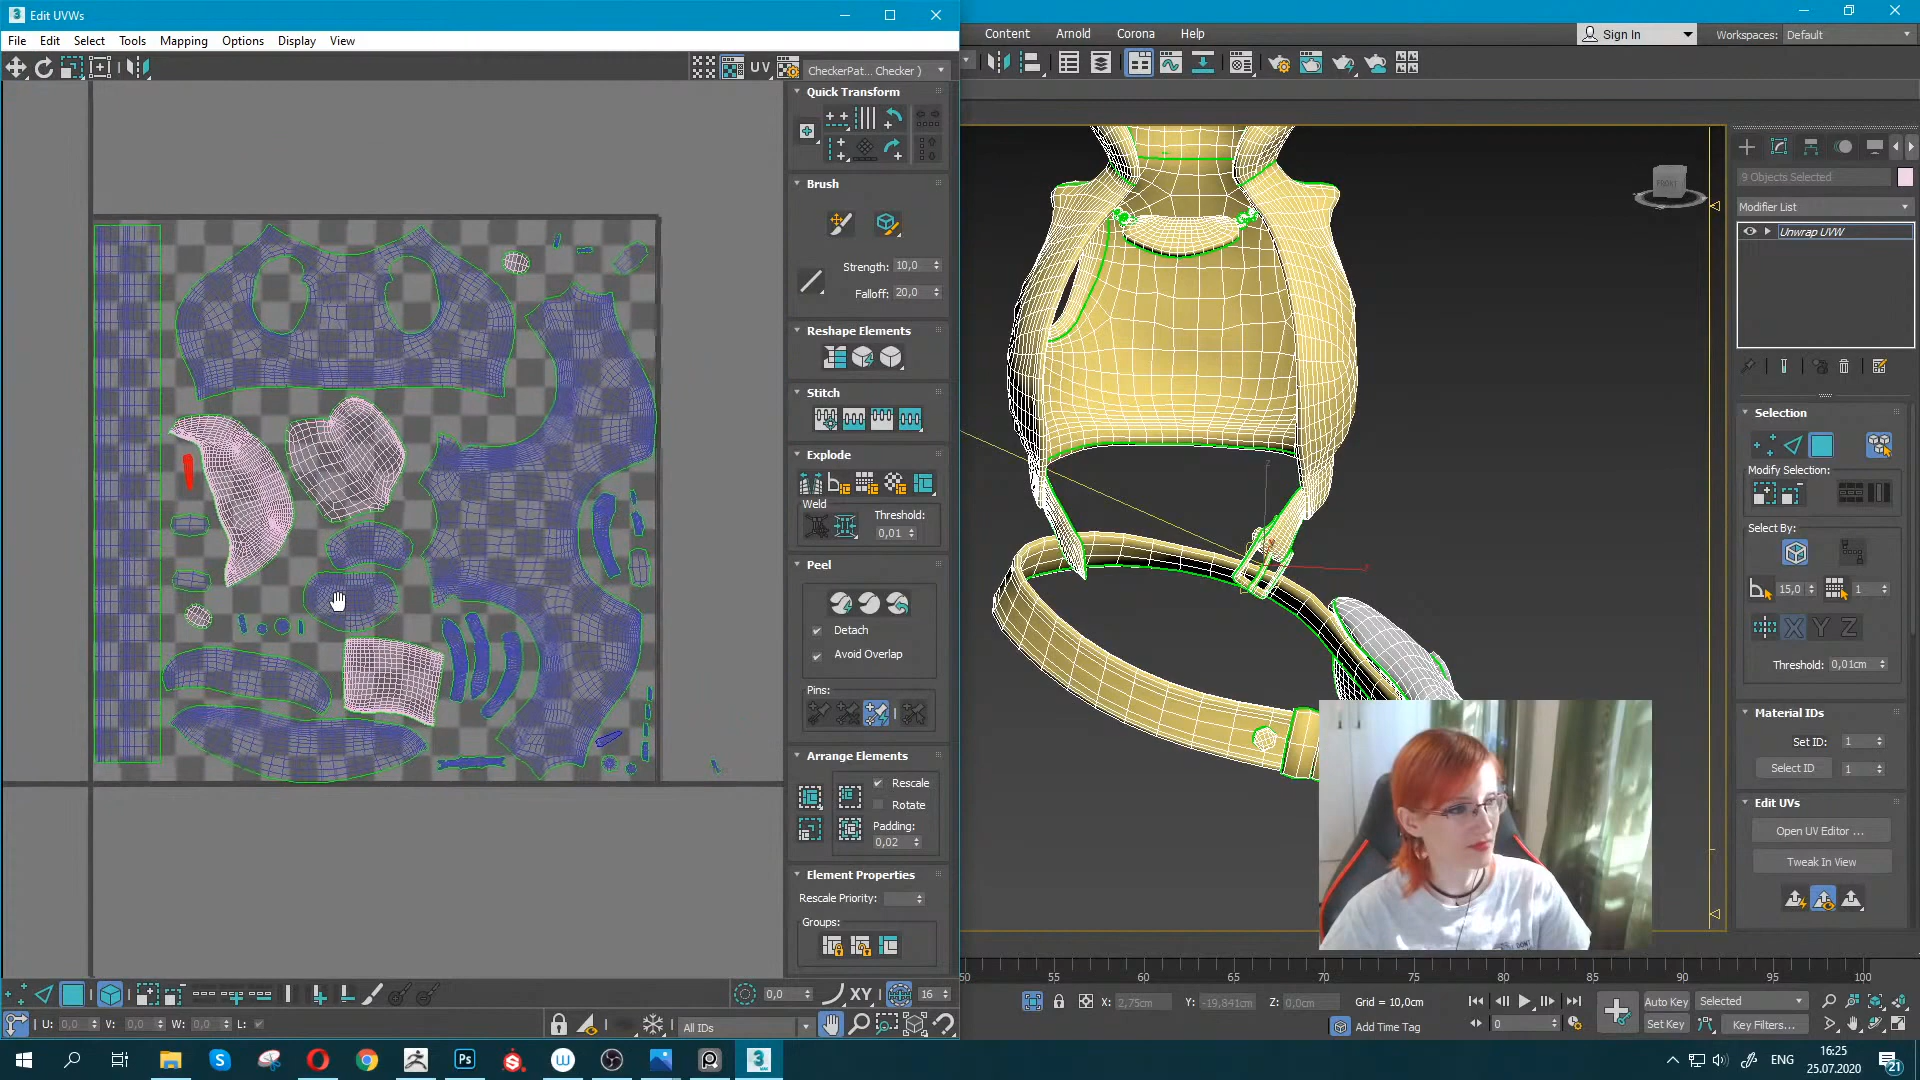 Edit UVWs
File Edit Select Tools Mapping Options Display View
UV CheckerPat... Checker )
Quick Transform
Brush
Strength: 10,0
Falloff: 20,0
Reshape Elements
Stitch
Explode
Weld
Threshold:
0,01
Peel
Detach
Avoid Overlap
Pins:
Arrange Elements
Rescale
Rotate
Padding:
0,02
Element Properties
Rescale Priority:
Groups:
0,0 XY 16
U: 0,0 V: 0,0 W: 0,0 L: All IDs
Content Arnold Corona Help
Sign In Workspaces: Default
FRONT
9 Objects Selected
Modifier List
Unwrap UVW
Selection
Modify Selection:
Select By:
15,0 1
X Y Z
Threshold: 0,01cm
Material IDs
Set ID: 1
Select ID 1
Edit UVs
Open UV Editor ...
Tweak In View
50 55 60 65 70 75 80 85 90 95 100
X: 2,75cm Y: -19,841cm Z: 0,0cm Grid = 10,0cm
Add Time Tag
0
Auto Key Selected
Set Key Key Filters...
Ps
3
ENG
16:25
25.07.2020
21